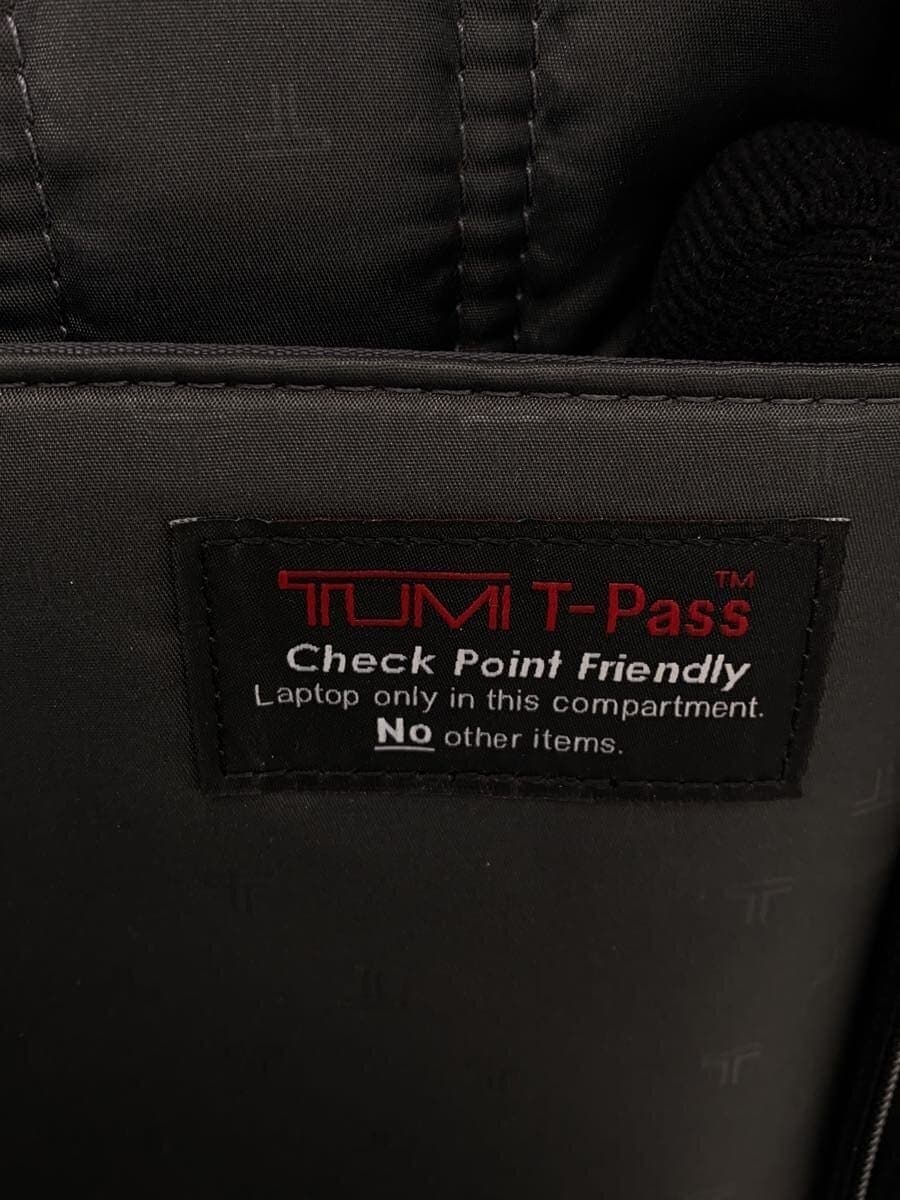 TUMI T-Pass™
Check Point Friendly
Laptop only in this compartment.
No other items.